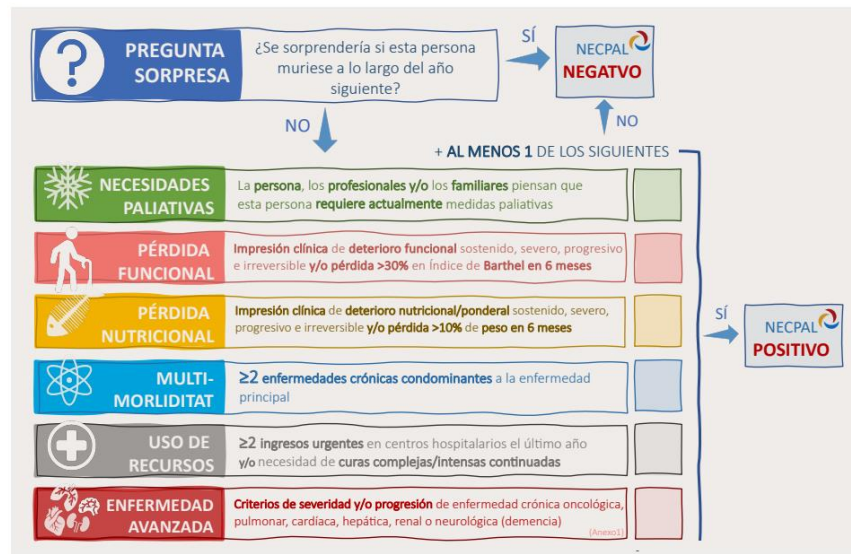 PREGUNTA
SORPRESA
¿Se sorprendería si esta persona
muriese a lo largo del año
siguiente?
SÍ
NECPAL
NEGATVO
NO
NO
+ AL MENOS 1 DE LOS SIGUIENTES
NECESIDADES
PALIATIVAS
La persona, los profesionales y/o los familiares piensan que
esta persona requiere actualmente medidas paliativas
PÉRDIDA
FUNCIONAL
Impresión clínica de deterioro funcional sostenido, severo, progresivo
e irreversible y/o pérdida >30% en Índice de Barthel en 6 meses
PÉRDIDA
NUTRICIONAL
Impresión clínica de deterioro nutricional/ponderal sostenido, severo,
progresivo e irreversible y/o pérdida >10% de peso en 6 meses
SÍ
NECPAL
POSITIVO
MULTI-
MORLIDITAT
≥2 enfermedades crónicas condominantes a la enfermedad
principal
USO DE
RECURSOS
≥2 ingresos urgentes en centros hospitalarios el último año
y/o necesidad de curas complejas/intensas continuadas
ENFERMEDAD
AVANZADA
Criterios de severidad y/o progresión de enfermedad crónica oncológica,
pulmonar, cardíaca, hepática, renal o neurológica (demencia)
(Anexo1)